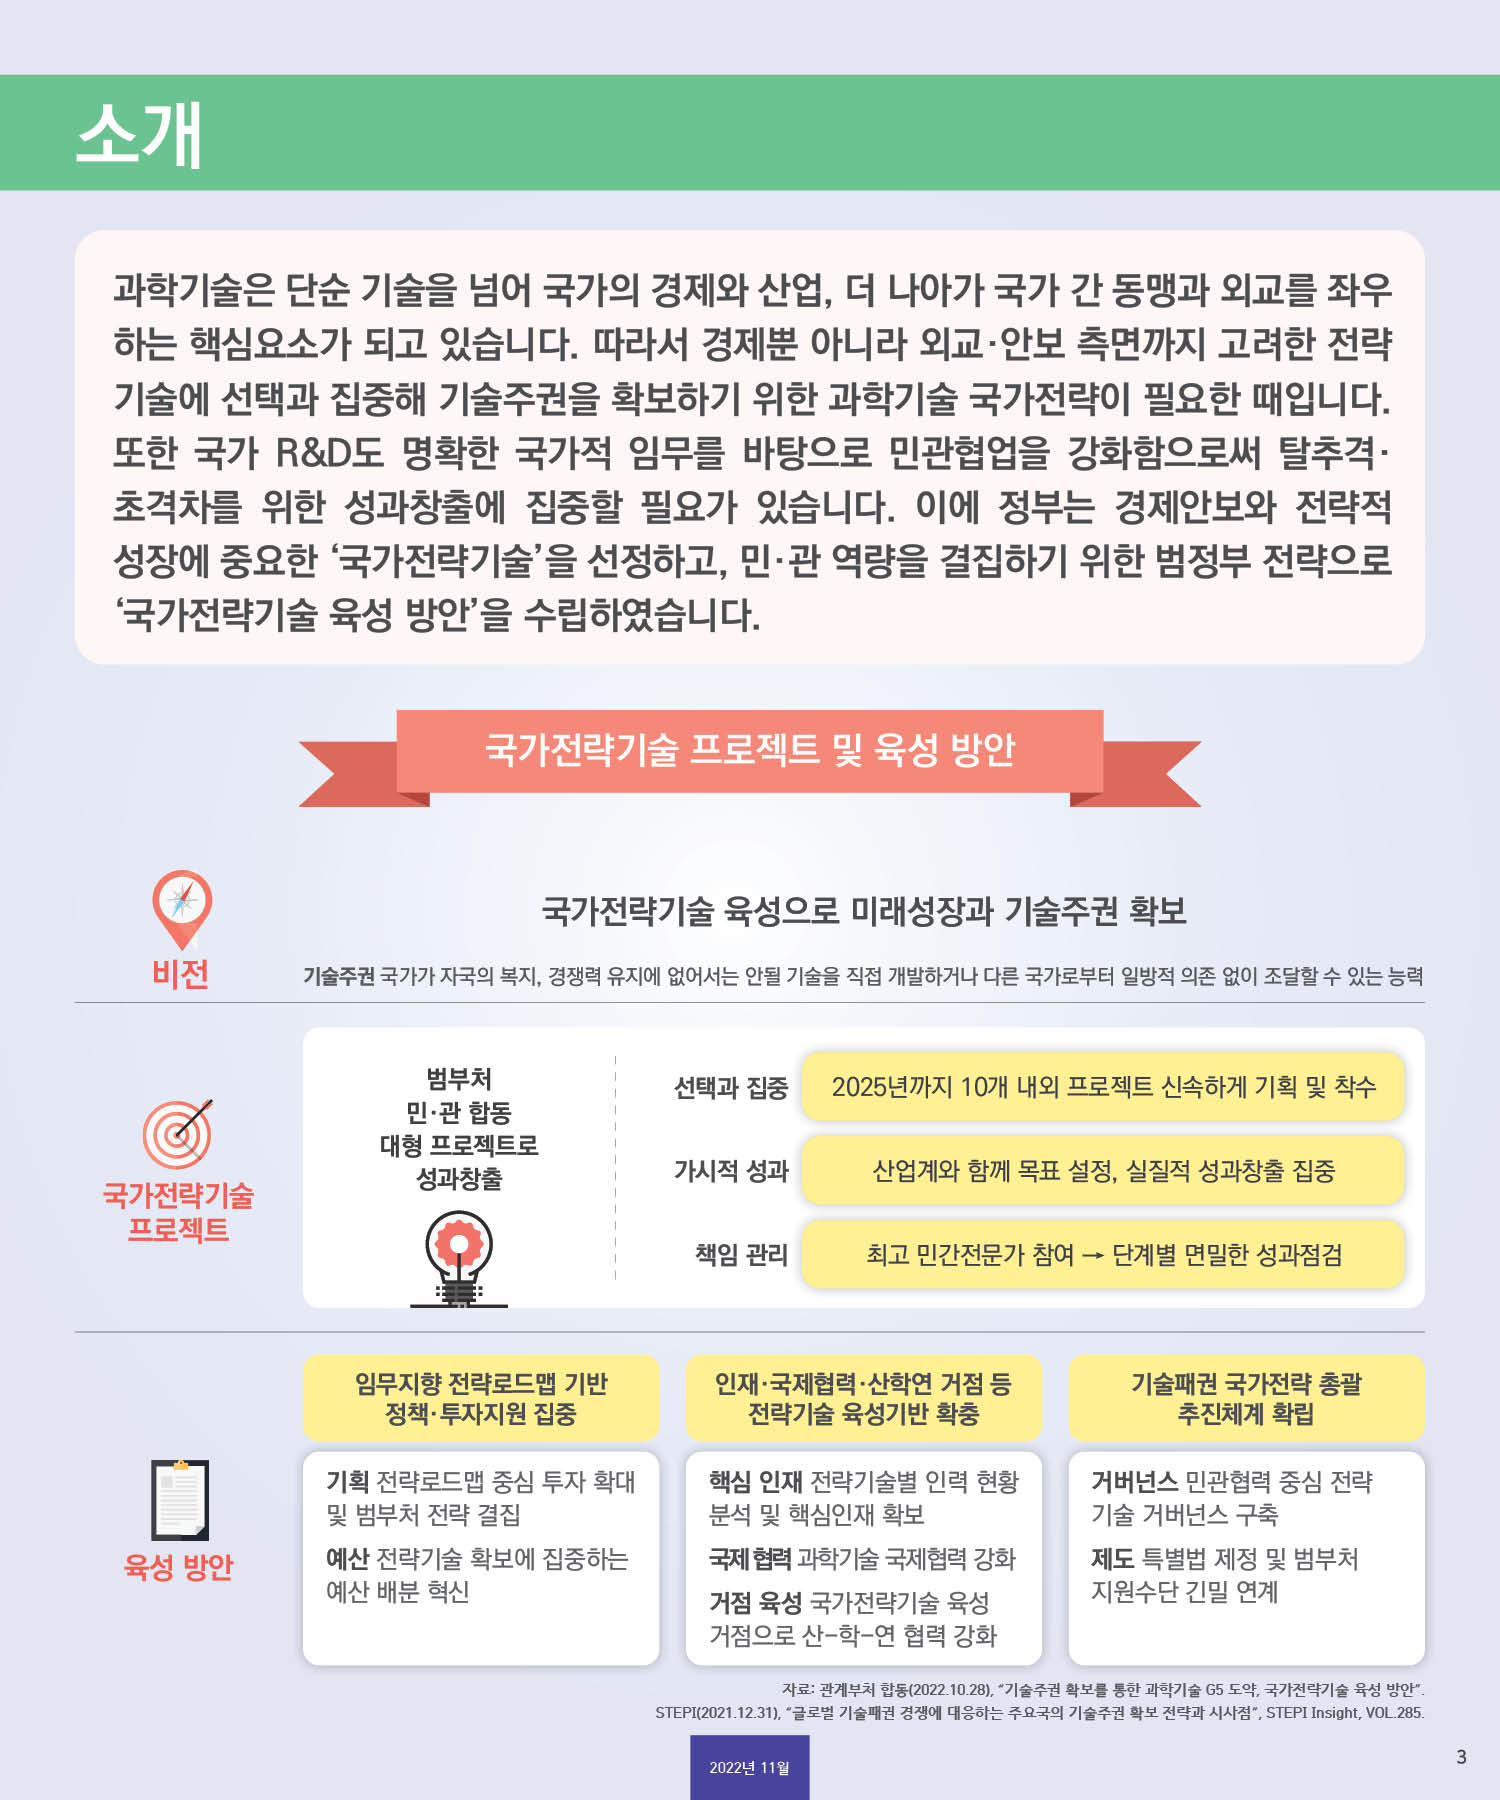 소개
과학기술은 단순 기술을 넘어 국가의 경제와 산업, 더 나아가 국가 간 동맹과 외교를 좌우
하는 핵심요소가 되고 있습니다. 따라서 경제뿐 아니라 외교·안보 측면까지 고려한 전략
기술에 선택과 집중해 기술주권을 확보하기 위한 과학기술 국가전략이 필요한 때입니다.
또한 국가 R&D도 명확한 국가적 임무를 바탕으로 민관협업을 강화함으로써 탈추격·
초격차를 위한 성과창출에 집중할 필요가 있습니다. 이에 정부는 경제안보와 전략적
성장에 중요한 ‘국가전략기술’을 선정하고, 민·관 역량을 결집하기 위한 범정부 전략으로
‘국가전략기술 육성 방안’을 수립하였습니다.
국가전략기술 프로젝트 및 육성 방안
비전
국가전략기술 육성으로 미래성장과 기술주권 확보
기술주권 국가가 자국의 복지, 경쟁력 유지에 없어서는 안될 기술을 직접 개발하거나 다른 국가로부터 일방적 의존 없이 조달할 수 있는 능력
국가전략기술
프로젝트
범부처
민·관 합동
대형 프로젝트로
성과창출
선택과 집중 2025년까지 10개 내외 프로젝트 신속하게 기획 및 착수
가시적 성과 산업계와 함께 목표 설정, 실질적 성과창출 집중
책임 관리 최고 민간전문가 참여 → 단계별 면밀한 성과점검
육성 방안
임무지향 전략로드맵 기반
정책·투자지원 집중
기획 전략로드맵 중심 투자 확대
및 범부처 전략 결집
예산 전략기술 확보에 집중하는
예산 배분 혁신
인재·국제협력·산학연 거점 등
전략기술 육성기반 확충
핵심 인재 전략기술별 인력 현황
분석 및 핵심인재 확보
국제 협력 과학기술 국제협력 강화
거점 육성 국가전략기술 육성
거점으로 산-학-연 협력 강화
기술패권 국가전략 총괄
추진체계 확립
거버넌스 민관협력 중심 전략
기술 거버넌스 구축
제도 특별법 제정 및 범부처
지원수단 긴밀 연계
자료: 관계부처 합동(2022.10.28), “기술주권 확보를 통한 과학기술 G5 도약, 국가전략기술 육성 방안”.
STEPI(2021.12.31), “글로벌 기술패권 경쟁에 대응하는 주요국의 기술주권 확보 전략과 시사점”, STEPI Insight, VOL.285.
2022년 11월
3